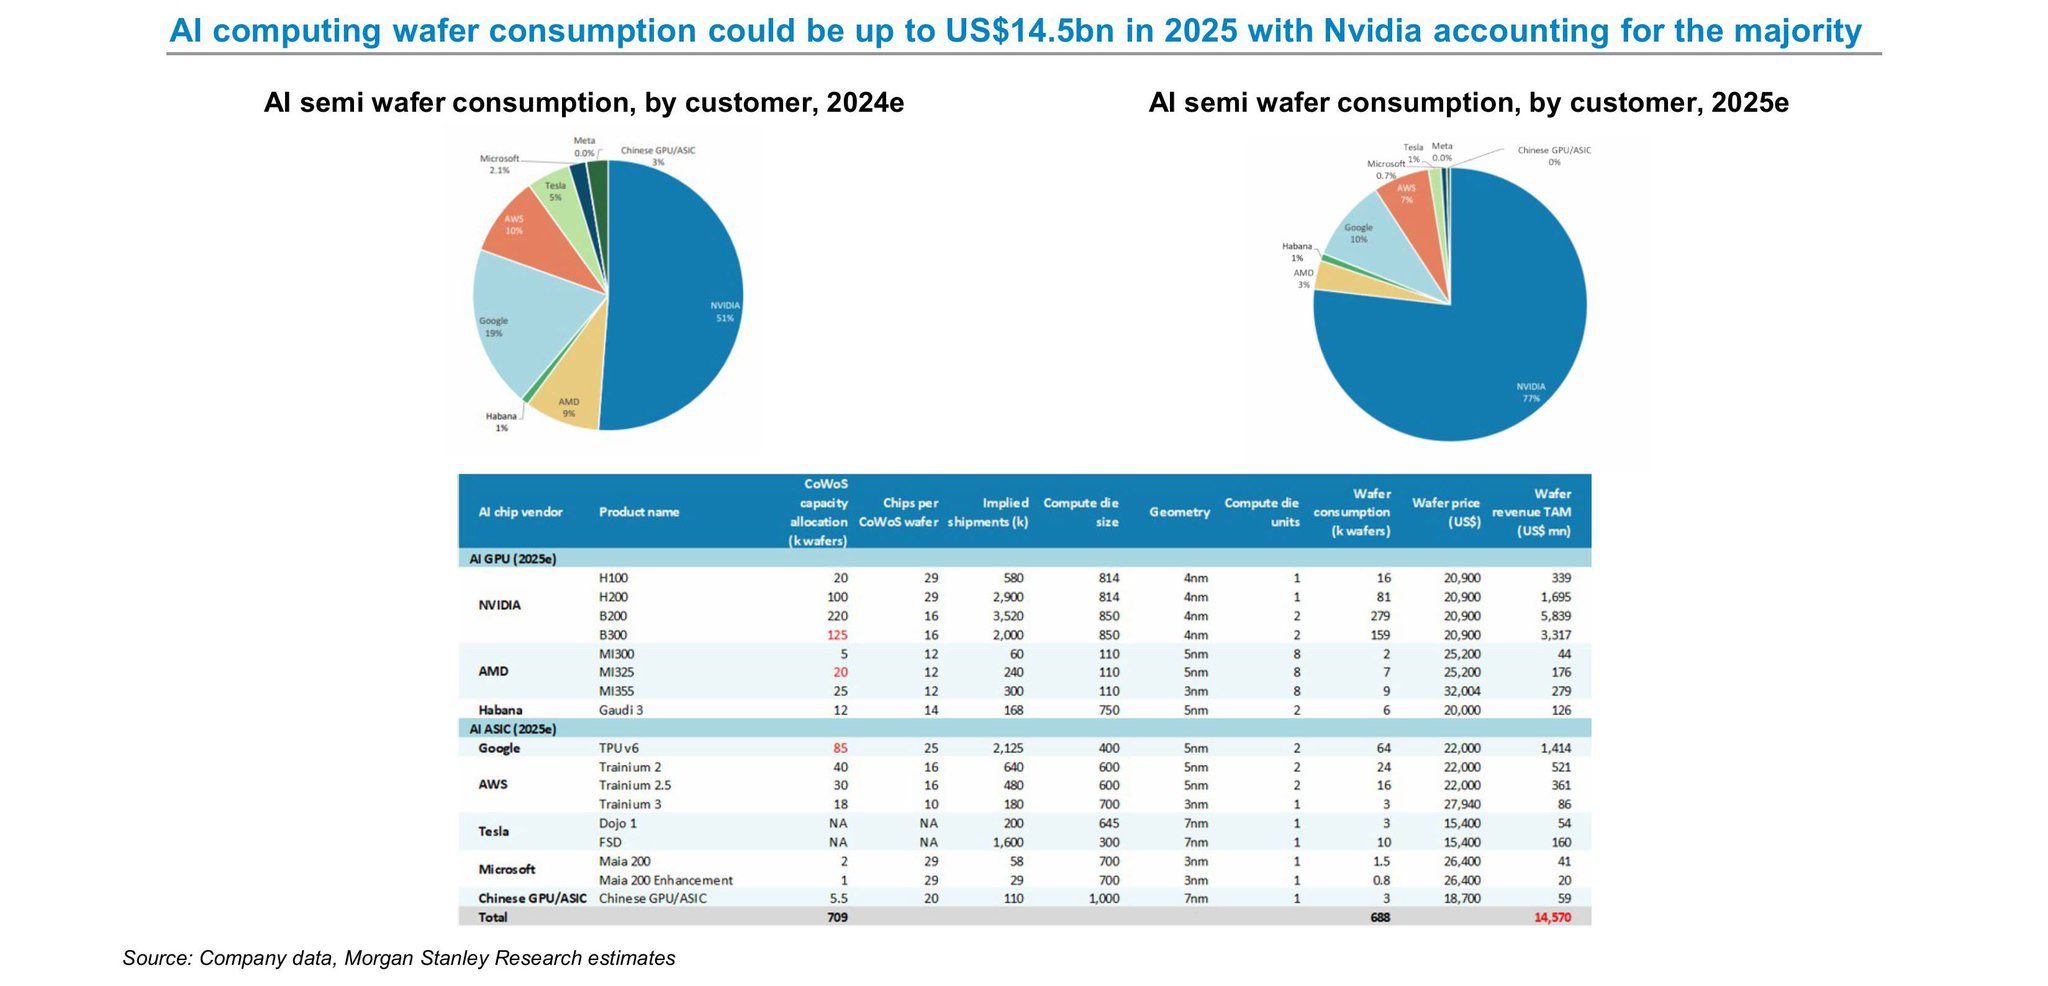 AI computing wafer consumption could be up to US$14.5bn in 2025 with Nvidia accounting for the majority
AI semi wafer consumption, by customer, 2024e
Meta
0.0%
Chinese GPU/ASIC
3%
Microsoft
2.1%
Tesla
5%
AWS
10%
Google
19%
NVIDIA
51%
AMD
9%
Habana
1%
AI semi wafer consumption, by customer, 2025e
Tesla
1%
Meta
0.0%
Chinese GPU/ASIC
0%
Microsoft
0.7%
AWS
7%
Google
10%
Habana
1%
AMD
3%
NVIDIA
77%
AI chip vendor Product name CoWoS capacity allocation (k wafers) Chips per CoWoS wafer Implied shipments (k) Compute die size Geometry Compute die units Wafer consumption (k wafers) Wafer price (US$) Wafer revenue TAM (US$ mn)
AI GPU (2025e)
NVIDIA
H100 20 29 580 814 4nm 1 16 20,900 339
H200 100 29 2,900 814 4nm 1 81 20,900 1,695
B200 220 16 3,520 850 4nm 2 279 20,900 5,839
B300 125 16 2,000 850 4nm 2 159 20,900 3,317
AMD
MI300 5 12 60 110 5nm 8 2 25,200 44
MI325 20 12 240 110 5nm 8 7 25,200 176
MI355 25 12 300 110 3nm 8 9 32,004 279
Habana Gaudi 3 12 14 168 750 5nm 2 6 20,000 126
AI ASIC (2025e)
Google TPU v6 85 25 2,125 400 5nm 2 64 22,000 1,414
AWS
Trainium 2 40 16 640 600 5nm 2 24 22,000 521
Trainium 2.5 30 16 480 600 5nm 2 16 22,000 361
Trainium 3 18 10 180 700 3nm 1 3 27,940 86
Tesla
Dojo 1 NA NA 200 645 7nm 1 3 15,400 54
FSD NA NA 1,600 300 7nm 1 10 15,400 160
Microsoft
Maia 200 2 29 58 700 3nm 1 1.5 26,400 41
Maia 200 Enhancement 1 29 29 700 3nm 1 0.8 26,400 20
Chinese GPU/ASIC Chinese GPU/ASIC 5.5 20 110 1,000 7nm 1 3 18,700 59
Total 709 688 14,570
Source: Company data, Morgan Stanley Research estimates